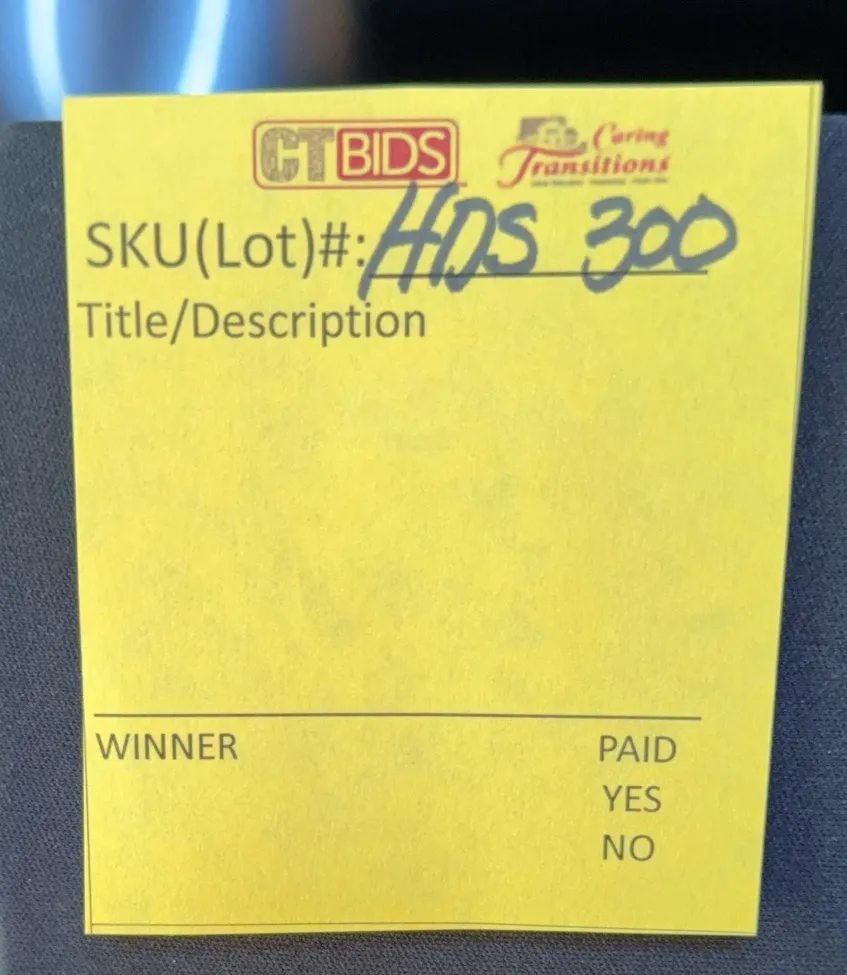 CTBIDS
Caring
Transitions
SKU(Lot)#: HDS 300
Title/Description
WINNER PAID
YES
NO